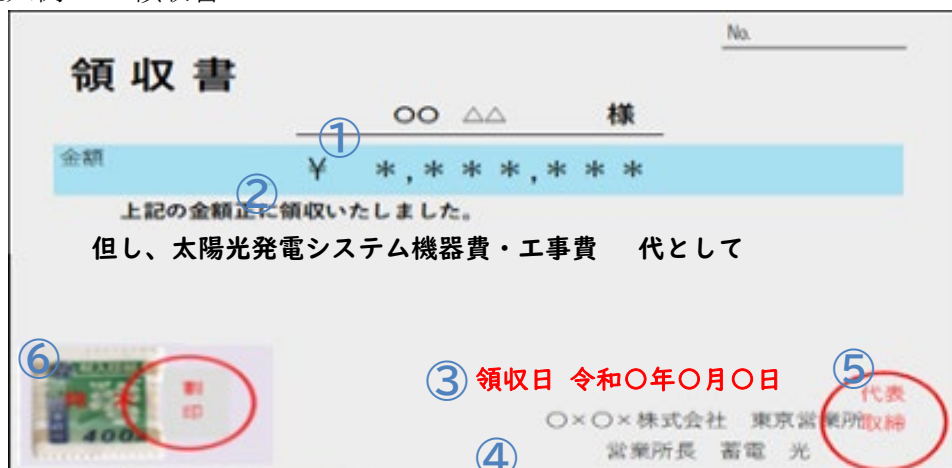 No.
領収書
○○ △△ 様
①
金額
￥ *,***,***
②
上記の金額正に領収いたしました。
但し、太陽光発電システム機器費・工事費 代として
⑥
割印
400
③ 領収日 令和〇年〇月〇日
⑤
代表
取締
○×○×株式会社 東京営業所
営業所長 蓄電 光
④